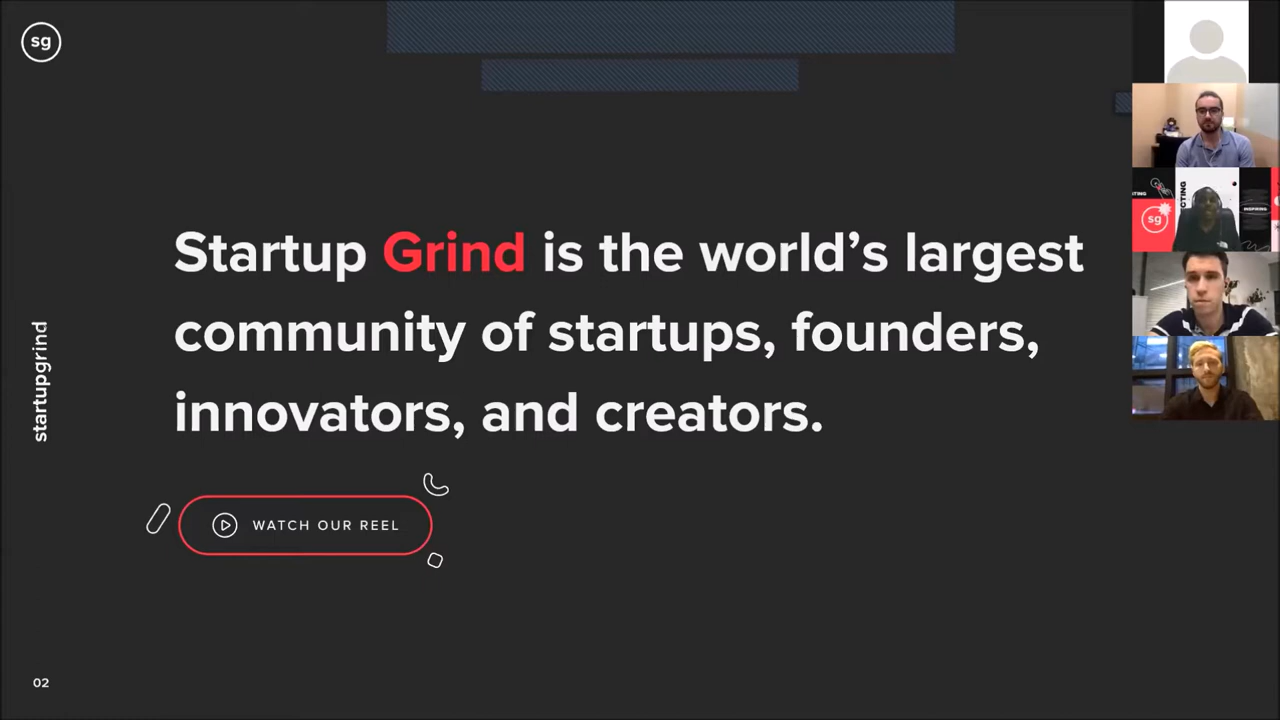 sg
Startup Grind is the world's largest
community of startups, founders,
innovators, and creators.
WATCH OUR REEL
startupgrind
02
sg